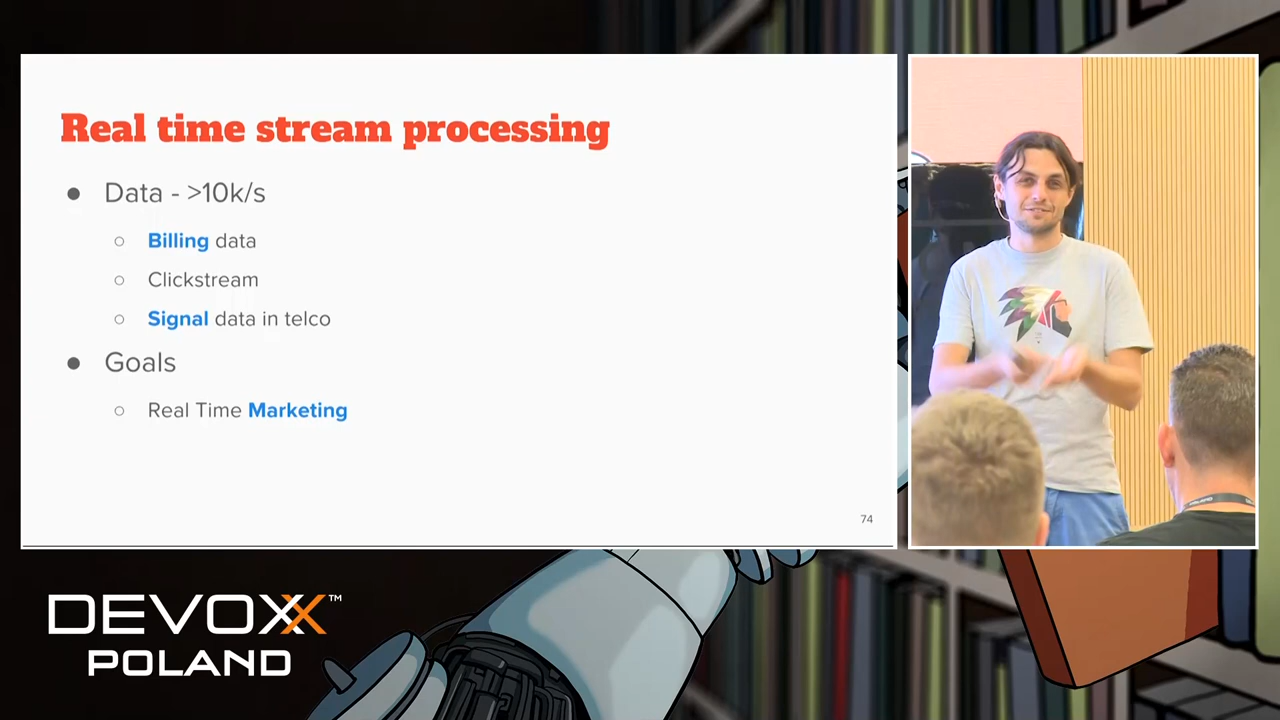 Real time stream processing
● Data - >10k/s
○ Billing data
○ Clickstream
○ Signal data in telco
● Goals
○ Real Time Marketing
74
DEVOXX™
POLAND